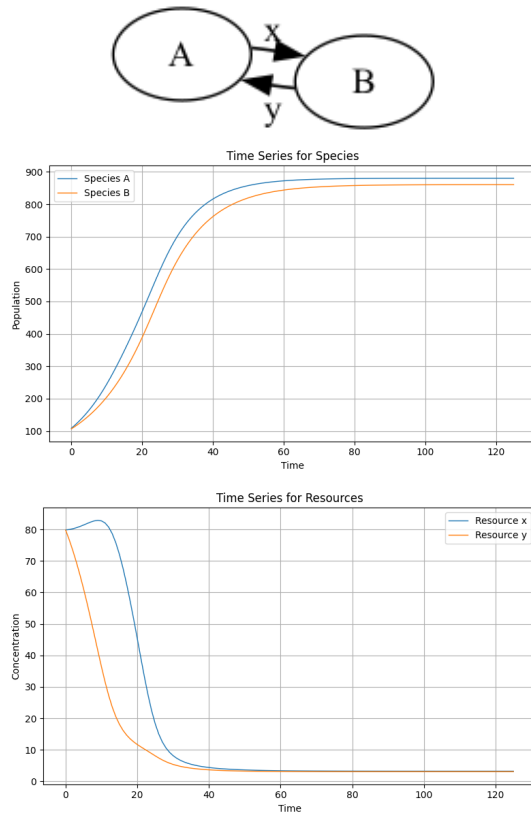 A
x
B
y
Time Series for Species
Species A
Species B
900
800
700
600
500
400
300
200
100
Population
0 20 40 60 80 100 120
Time
Time Series for Resources
Resource x
Resource y
80
70
60
50
40
30
20
10
0
Concentration
0 20 40 60 80 100 120
Time